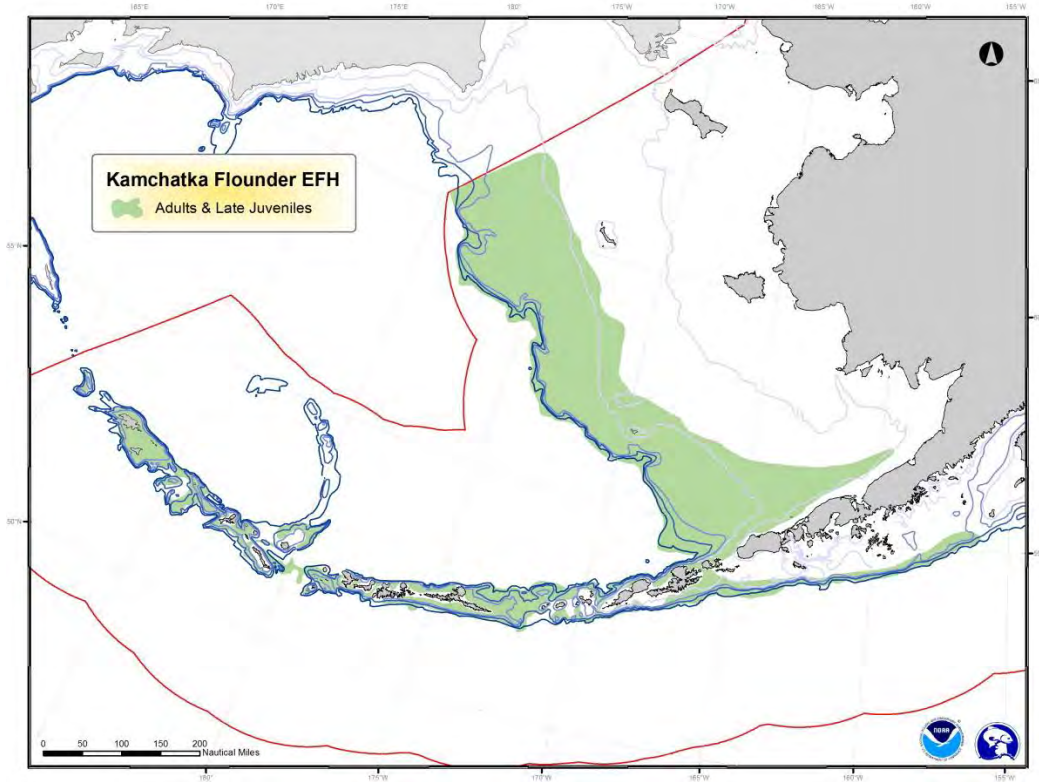 165°E 170°E 175°E 180° 175°W 170°W 165°W 160°W 155°W
Kamchatka Flounder EFH
Adults & Late Juveniles
55°N
50°N
0 50 100 150 200
Nautical Miles
NOAA
180° 175°W 170°W 165°W 160°W 155°W